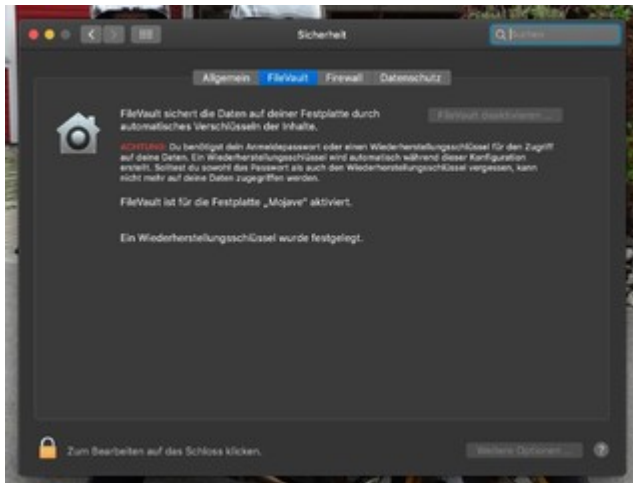 Sicherheit
Suchen
Allgemein FileVault Firewall Datenschutz
FileVault sichert die Daten auf deiner Festplatte durch
automatisches Verschlüsseln der Inhalte.
FileVault deaktivieren ...
ACHTUNG: Du benötigst dein Anmeldepasswort oder einen Wiederherstellungsschlüssel für den Zugriff
auf deine Daten. Ein Wiederherstellungsschlüssel wird automatisch während dieser Konfiguration
erstellt. Solltest du sowohl das Passwort als auch den Wiederherstellungsschlüssel vergessen, kann
nicht mehr auf deine Daten zugegriffen werden.
FileVault ist für die Festplatte „Mojave" aktiviert.
Ein Wiederherstellungsschlüssel wurde festgelegt.
Zum Bearbeiten auf das Schloss klicken.
Weitere Optionen ...
?